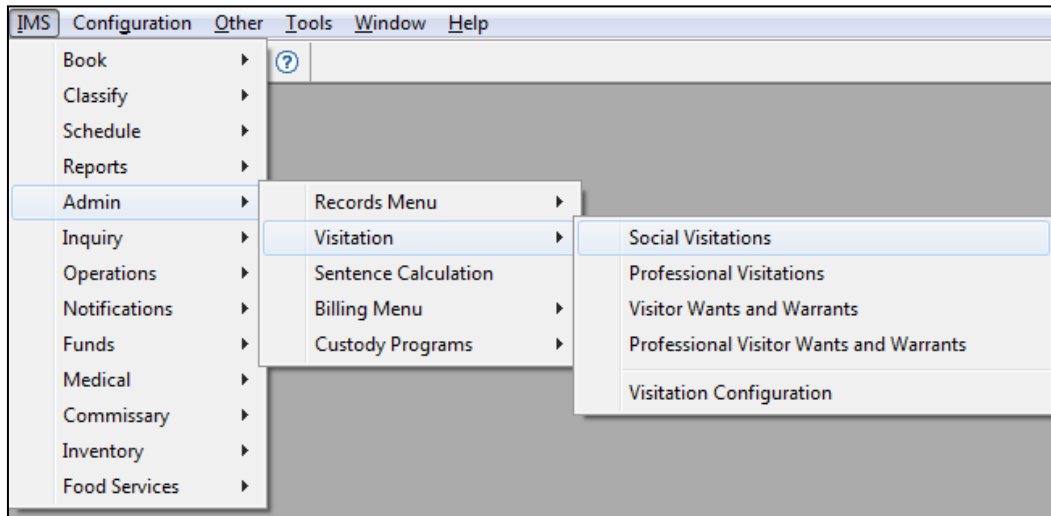 IMS Configuration Other Tools Window Help
Book
Classify
Schedule
Reports
Admin
Inquiry
Operations
Notifications
Funds
Medical
Commissary
Inventory
Food Services
Records Menu
Visitation
Sentence Calculation
Billing Menu
Custody Programs
Social Visitations
Professional Visitations
Visitor Wants and Warrants
Professional Visitor Wants and Warrants
Visitation Configuration